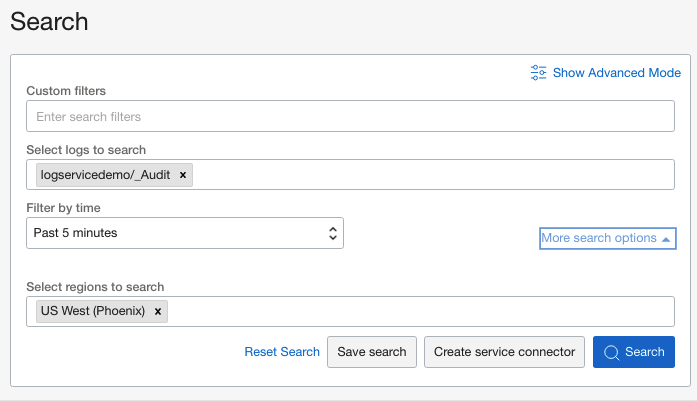 Search
Show Advanced Mode
Custom filters
Enter search filters
Select logs to search
logservicedemo/_Audit x
Filter by time
Past 5 minutes
More search options
Select regions to search
US West (Phoenix) x
Reset Search Save search Create service connector Search